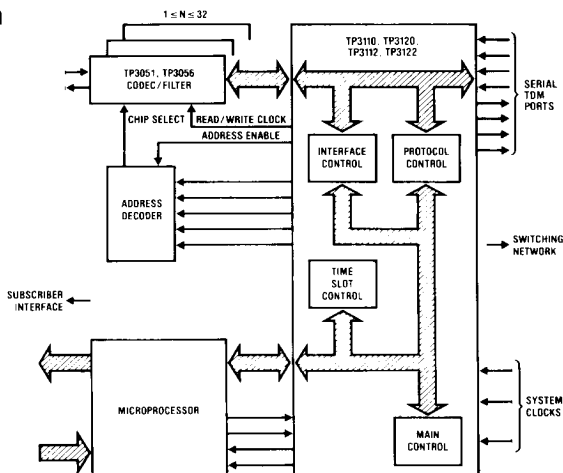 1 ≤ N ≤ 32
TP3110, TP3120,
TP3112, TP3122
TP3051, TP3056
CODEC/FILTER
SERIAL
TDM
PORTS
CHIP SELECT
READ/WRITE CLOCK
ADDRESS ENABLE
INTERFACE
CONTROL
PROTOCOL
CONTROL
ADDRESS
DECODER
SWITCHING
NETWORK
TIME
SLOT
CONTROL
SUBSCRIBER
INTERFACE
MICROPROCESSOR
SYSTEM
CLOCKS
MAIN
CONTROL